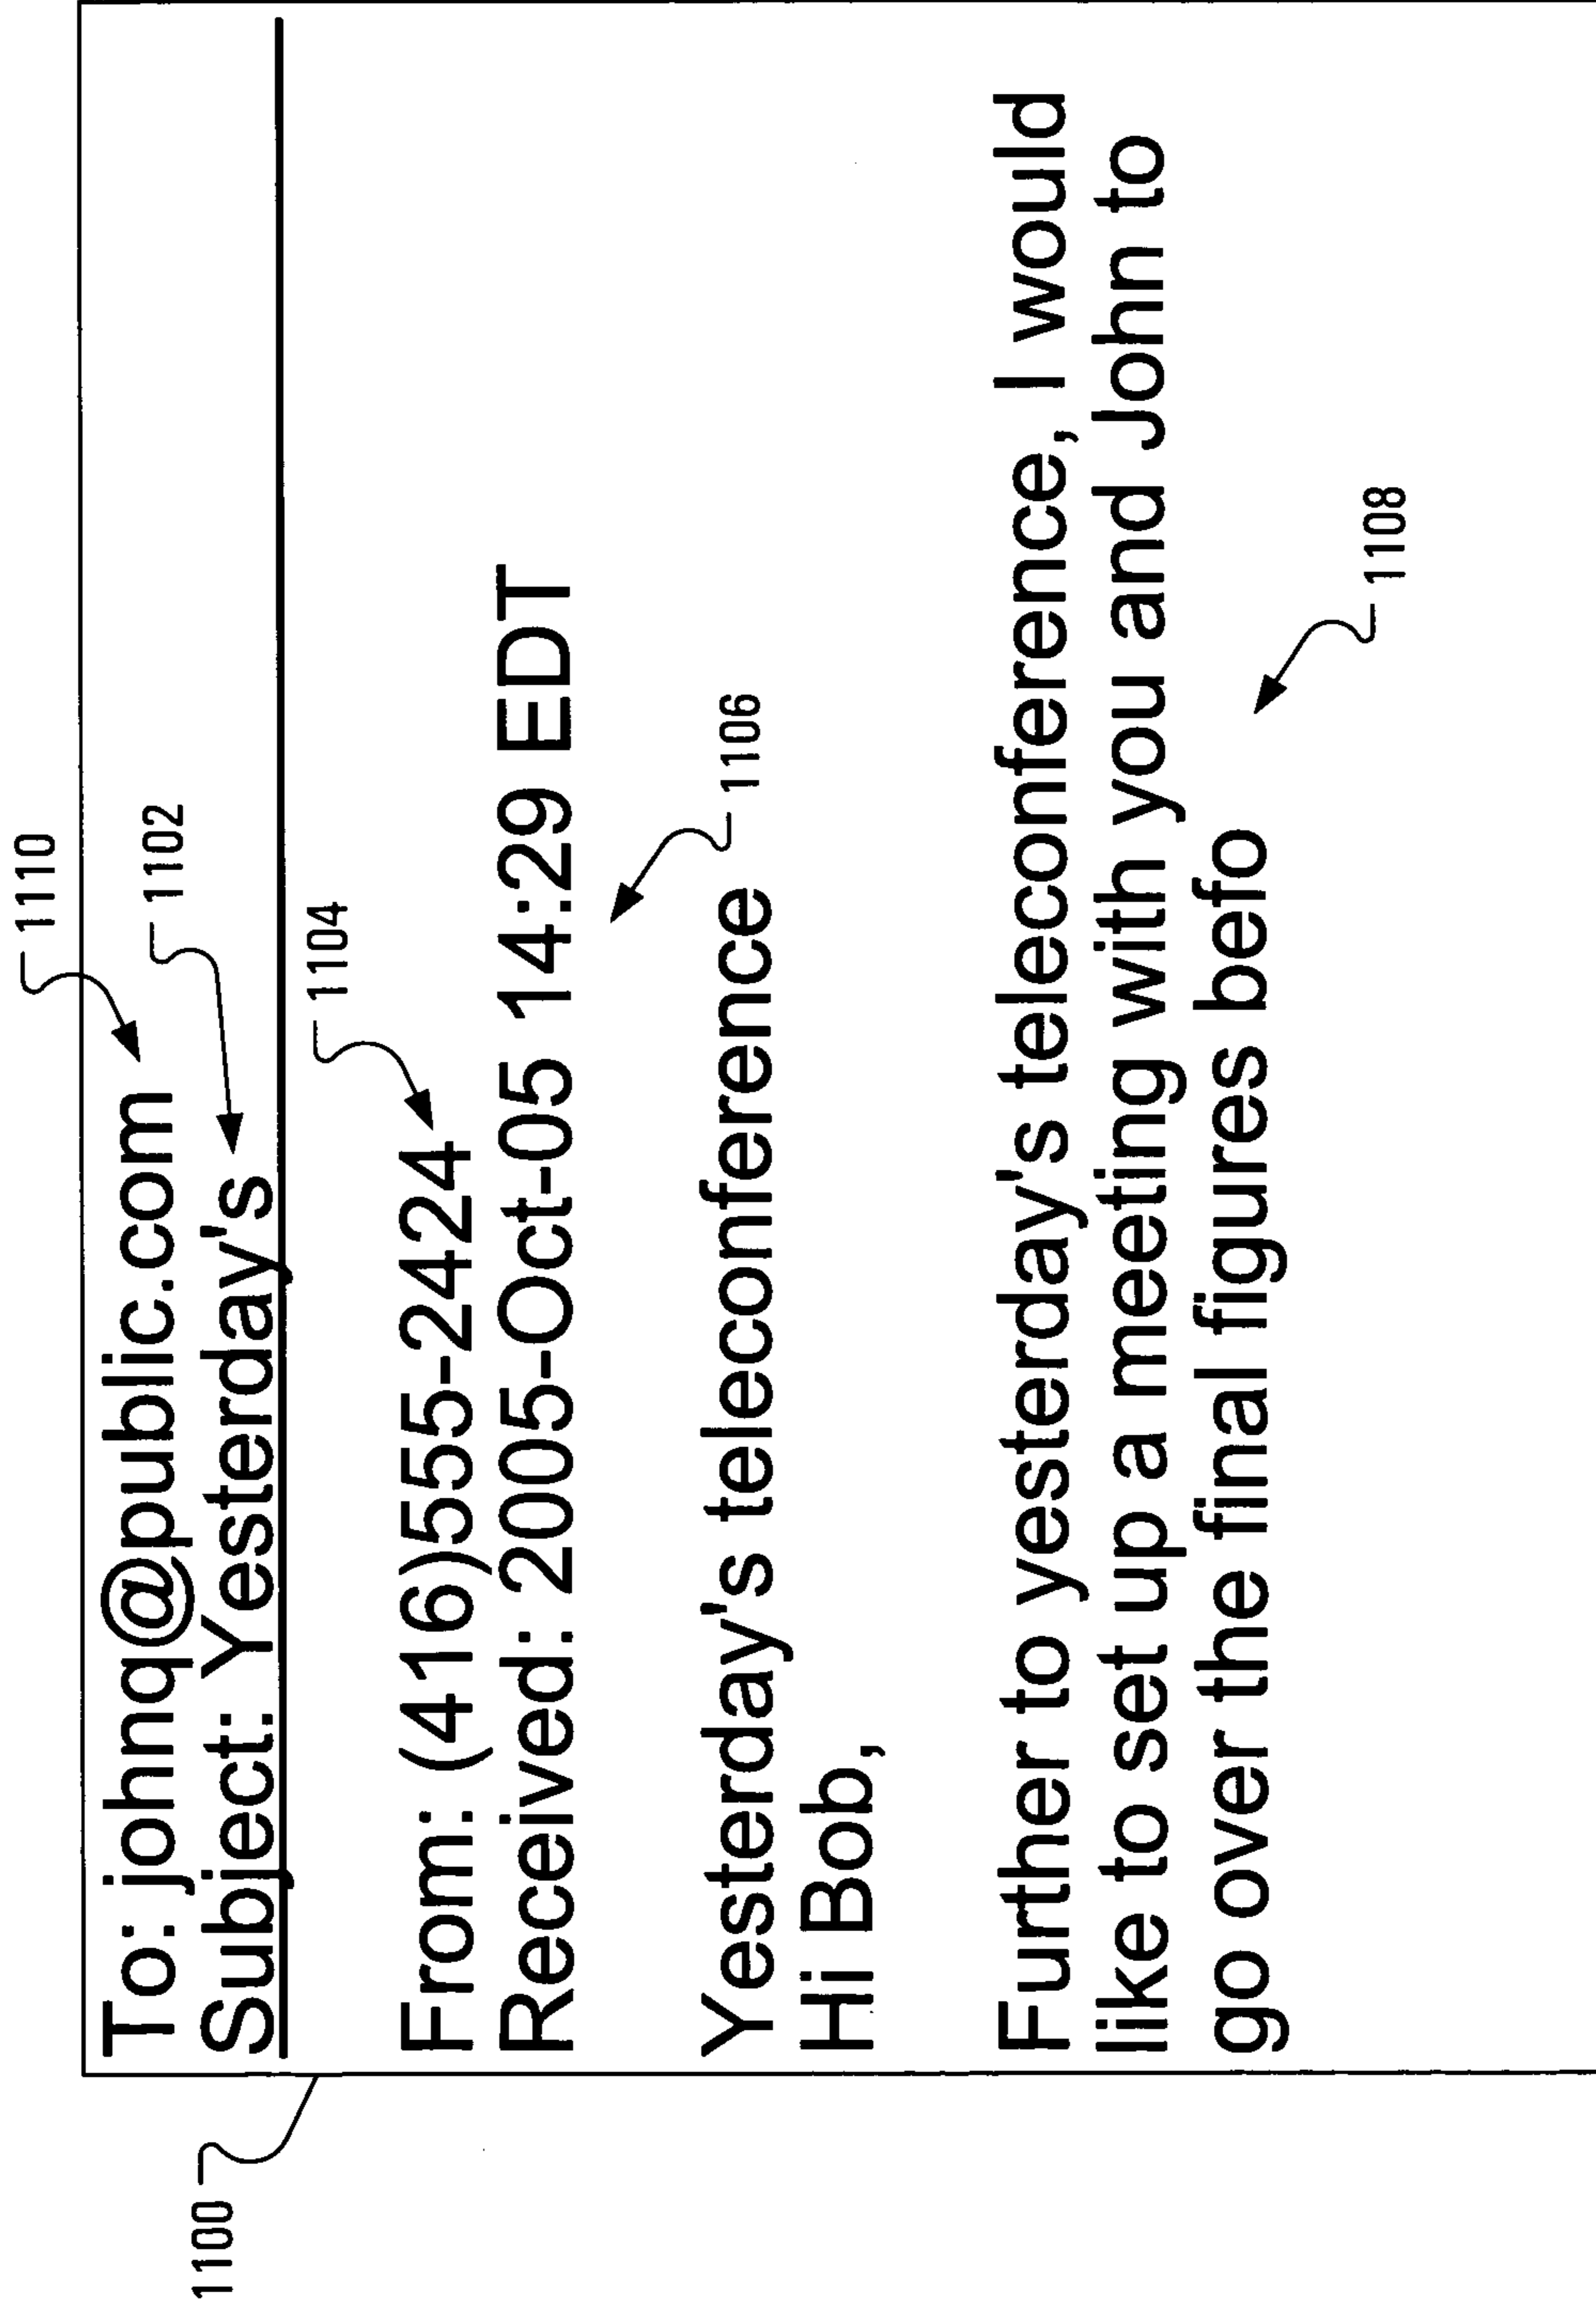 1110
To: johnq@public.com
1102
Subject: Yesterday's
1104
1100
From: (416)555-2424
Received: 2005-Oct-05 14:29 EDT
1106
Yesterday's teleconference
Hi Bob,
Further to yesterday's teleconference, I would
like to set up a meeting with you and John to
go over the final figures befo
1108